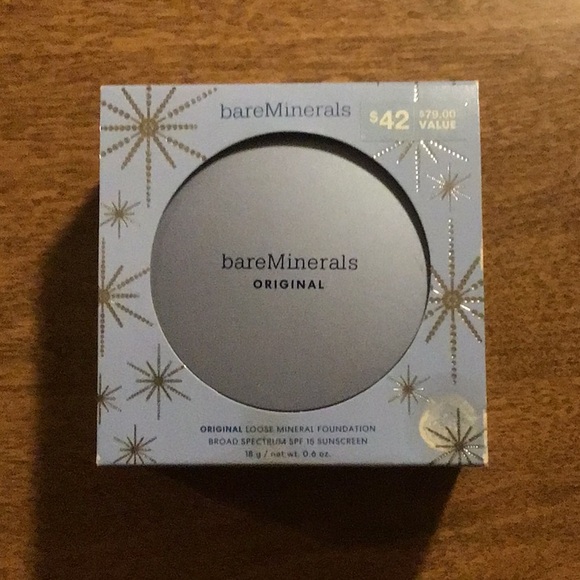 bareMinerals
$42 $79.00 VALUE
bareMinerals
ORIGINAL
ORIGINAL LOOSE MINERAL FOUNDATION
BROAD SPECTRUM SPF 15 SUNSCREEN
18 g / net wt. 0.6 oz.